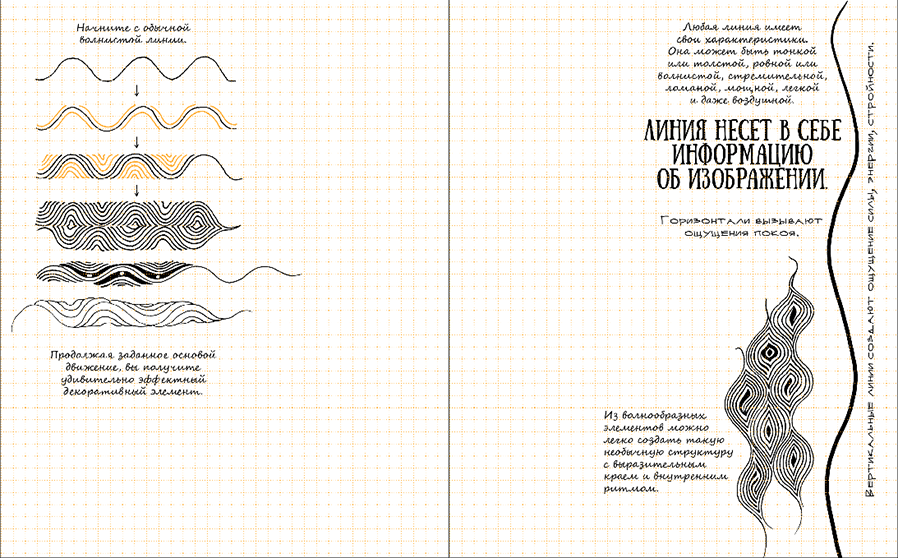 Начните с обычной
волнистой линии.
Продолжая заданное основой
движение, вы получите
удивительно эффектный
декоративный элемент.
Любая линия имеет
свои характеристики.
Она может быть тонкой
или толстой, ровной или
волнистой, стремительной,
ломаной, мощной, легкой
и даже воздушной.
ЛИНИЯ НЕСЕТ В СЕБЕ
ИНФОРМАЦИЮ
ОБ ИЗОБРАЖЕНИИ.
Горизонтали вызывают
ощущения покоя.
Из волнообразных
элементов можно
легко создать такую
необычную структуру
с выразительным
краем и внутренним
ритмом.
Вертикальные линии создают ощущение силы, энергии, стройности.